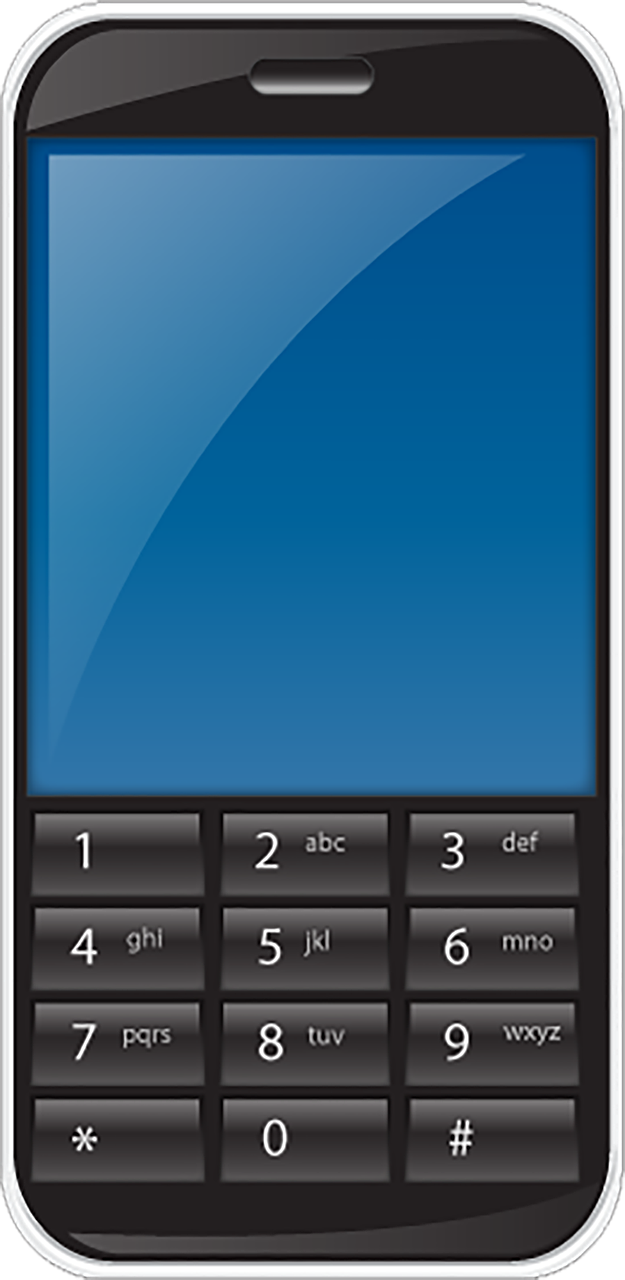 1 2 abc 3 def
4 ghi 5 jkl 6 mno
7 pqrs 8 tuv 9 wxyz
* 0 #